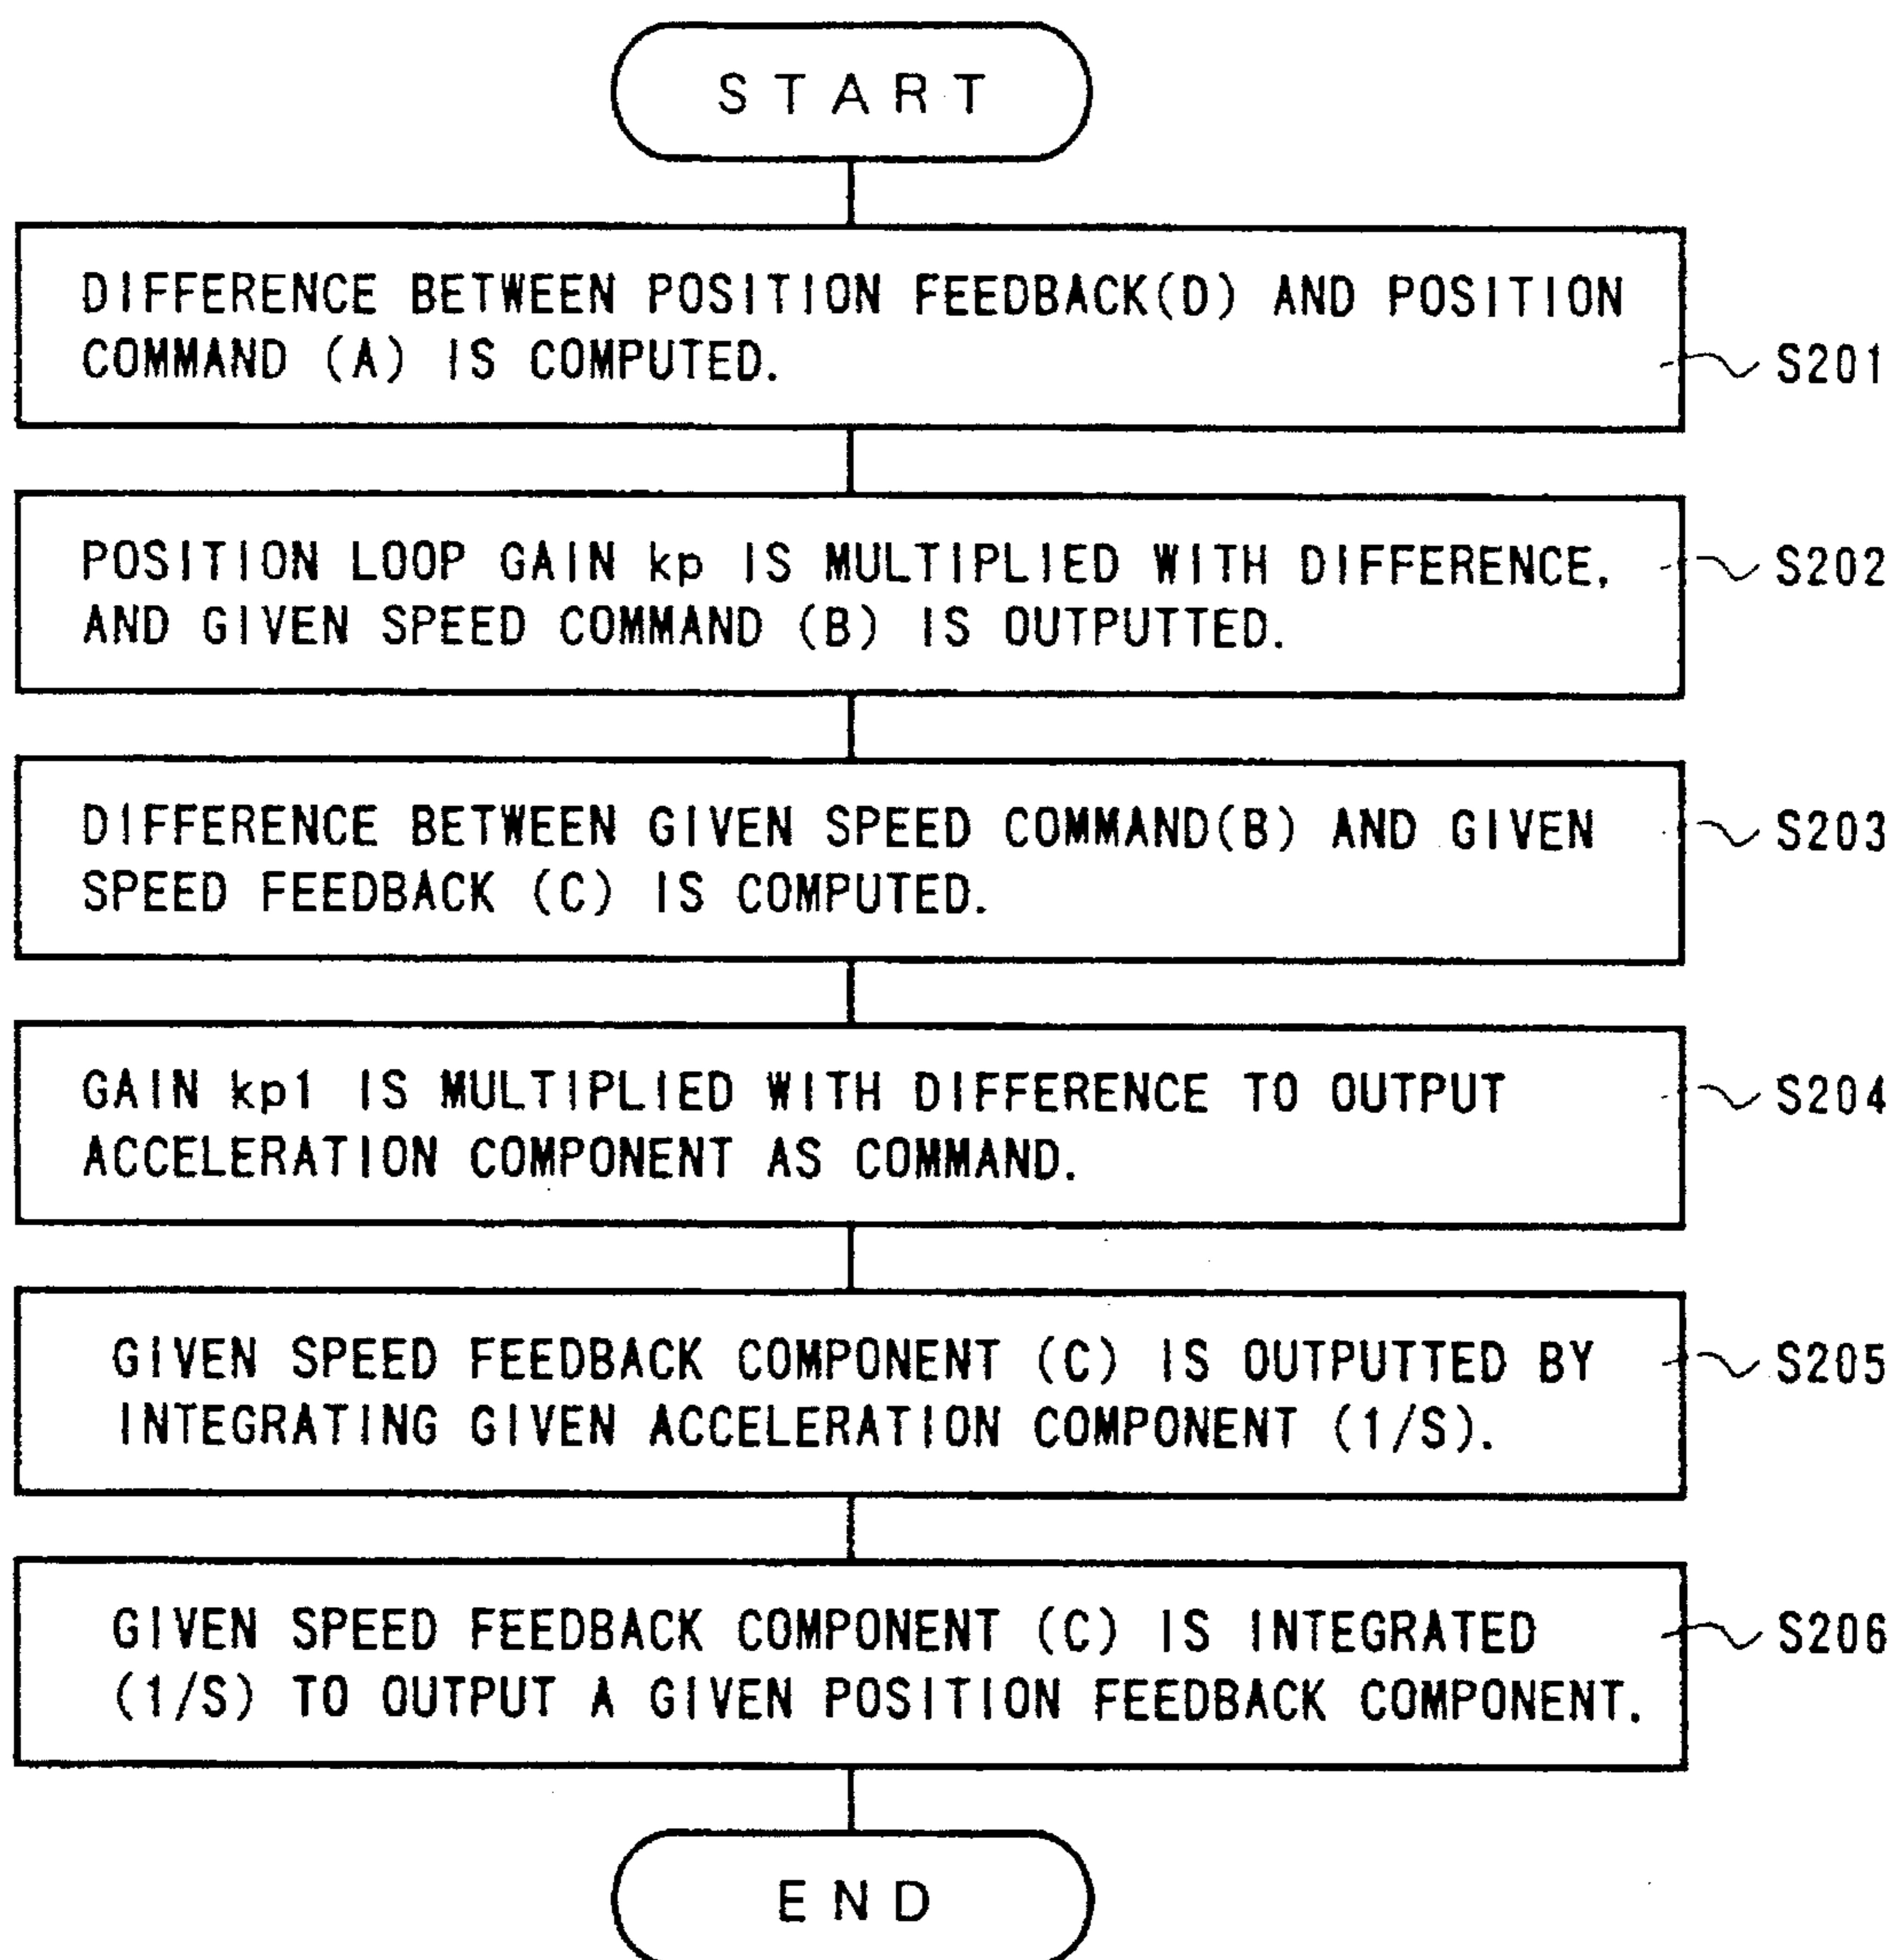 START
DIFFERENCE BETWEEN POSITION FEEDBACK(D) AND POSITION
COMMAND (A) IS COMPUTED.
S201
POSITION LOOP GAIN kp IS MULTIPLIED WITH DIFFERENCE,
AND GIVEN SPEED COMMAND (B) IS OUTPUTTED.
S202
DIFFERENCE BETWEEN GIVEN SPEED COMMAND(B) AND GIVEN
SPEED FEEDBACK (C) IS COMPUTED.
S203
GAIN kp1 IS MULTIPLIED WITH DIFFERENCE TO OUTPUT
ACCELERATION COMPONENT AS COMMAND.
S204
GIVEN SPEED FEEDBACK COMPONENT (C) IS OUTPUTTED BY
INTEGRATING GIVEN ACCELERATION COMPONENT (1/S).
S205
GIVEN SPEED FEEDBACK COMPONENT (C) IS INTEGRATED
(1/S) TO OUTPUT A GIVEN POSITION FEEDBACK COMPONENT.
S206
END